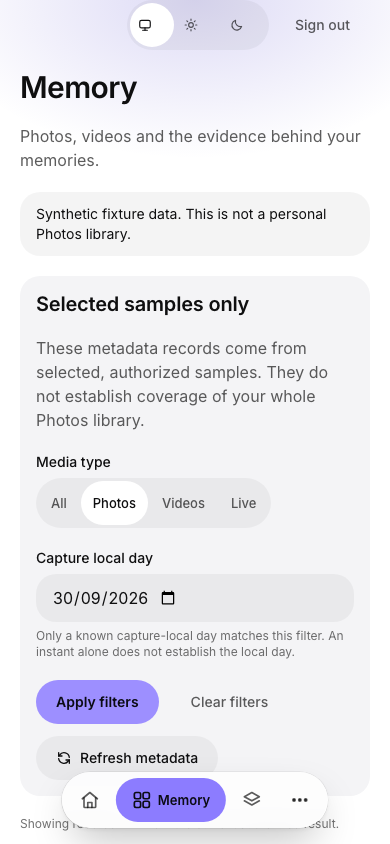 Sign out
Memory
Photos, videos and the evidence behind your
memories.
Synthetic fixture data. This is not a personal
Photos library.
Selected samples only
These metadata records come from
selected, authorized samples. They do
not establish coverage of your whole
Photos library.
Media type
All Photos Videos Live
Capture local day
30/09/2026
Only a known capture-local day matches this filter. An
instant alone does not establish the local day.
Apply filters Clear filters
Refresh metadata
Memory
Showing